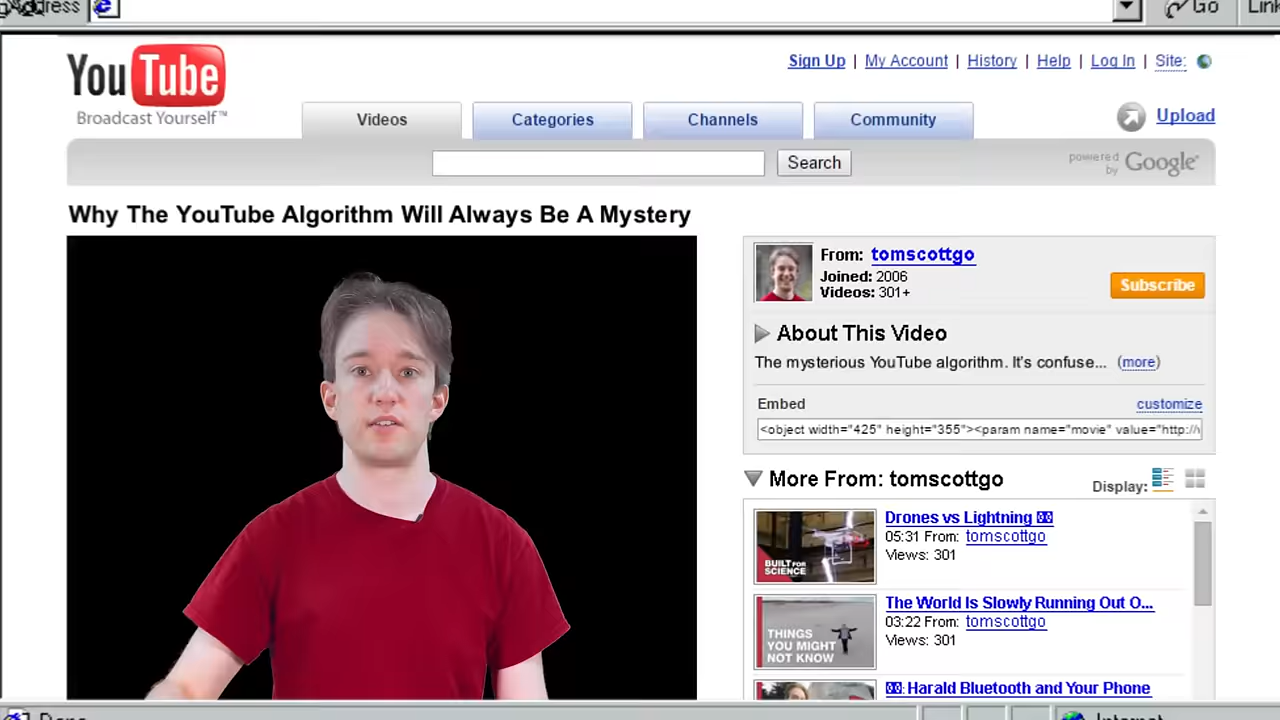 Address
Go
Link
YouTube
Broadcast Yourself™
Sign Up | My Account | History | Help | Log In | Site:
Videos
Categories
Channels
Community
Upload
Search
powered by Google
Why The YouTube Algorithm Will Always Be A Mystery
From: tomscottgo
Joined: 2006
Videos: 301+
Subscribe
About This Video
The mysterious YouTube algorithm. It's confuse... (more)
Embed
customize
<object width="425" height="355"><param name="movie" value="http://
More From: tomscottgo
Display:
BUILT FOR
SCIENCE
Drones vs Lightning
05:31 From: tomscottgo
Views: 301
THINGS
YOU MIGHT
NOT KNOW
The World Is Slowly Running Out O...
03:22 From: tomscottgo
Views: 301
: Harald Bluetooth and Your Phone
Done
Internet